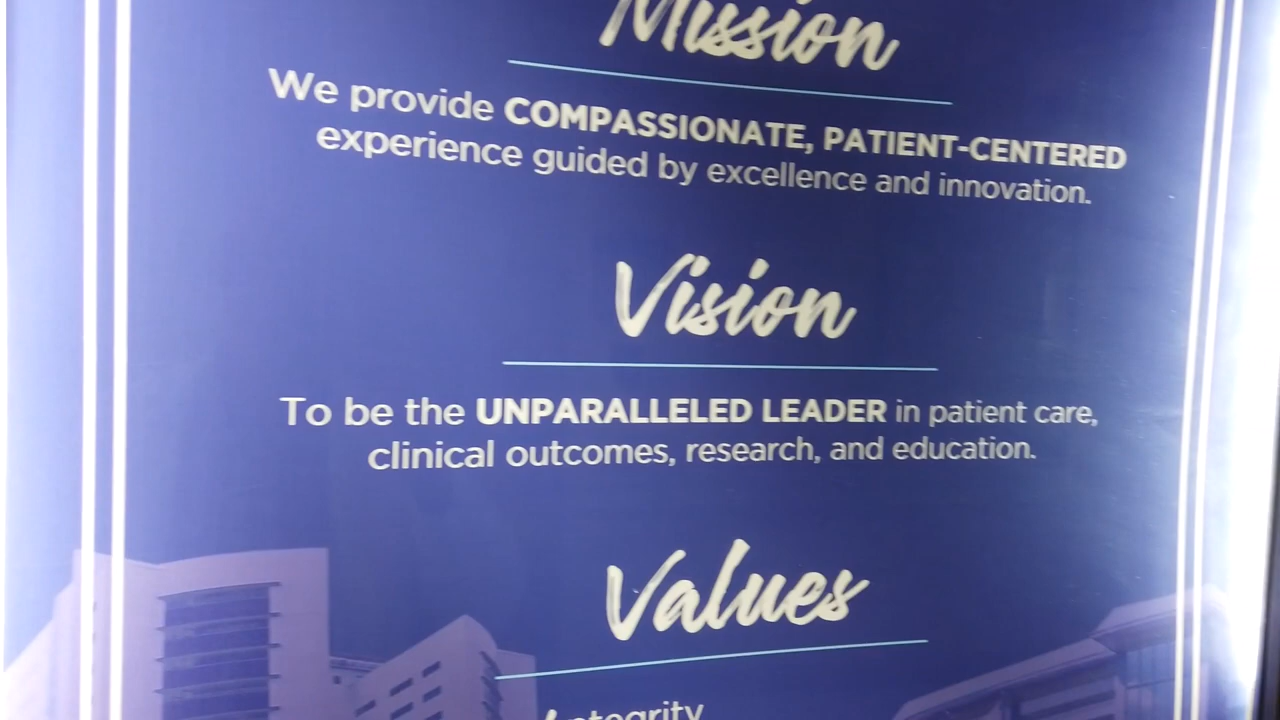 Mission
We provide COMPASSIONATE, PATIENT-CENTERED
experience guided by excellence and innovation.
Vision
To be the UNPARALLELED LEADER in patient care,
clinical outcomes, research, and education.
Values
Integrity